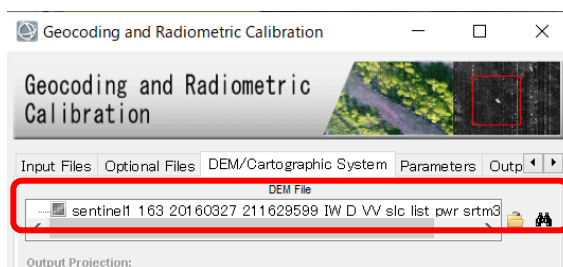 Geocoding and Radiometric Calibration
Geocoding and Radiometric
Calibration
Input Files Optional Files DEM/Cartographic System Parameters Outp
DEM File
sentinel1 163 20160327 211629599 IW D VV slc list pwr srtm3
Output Projection: